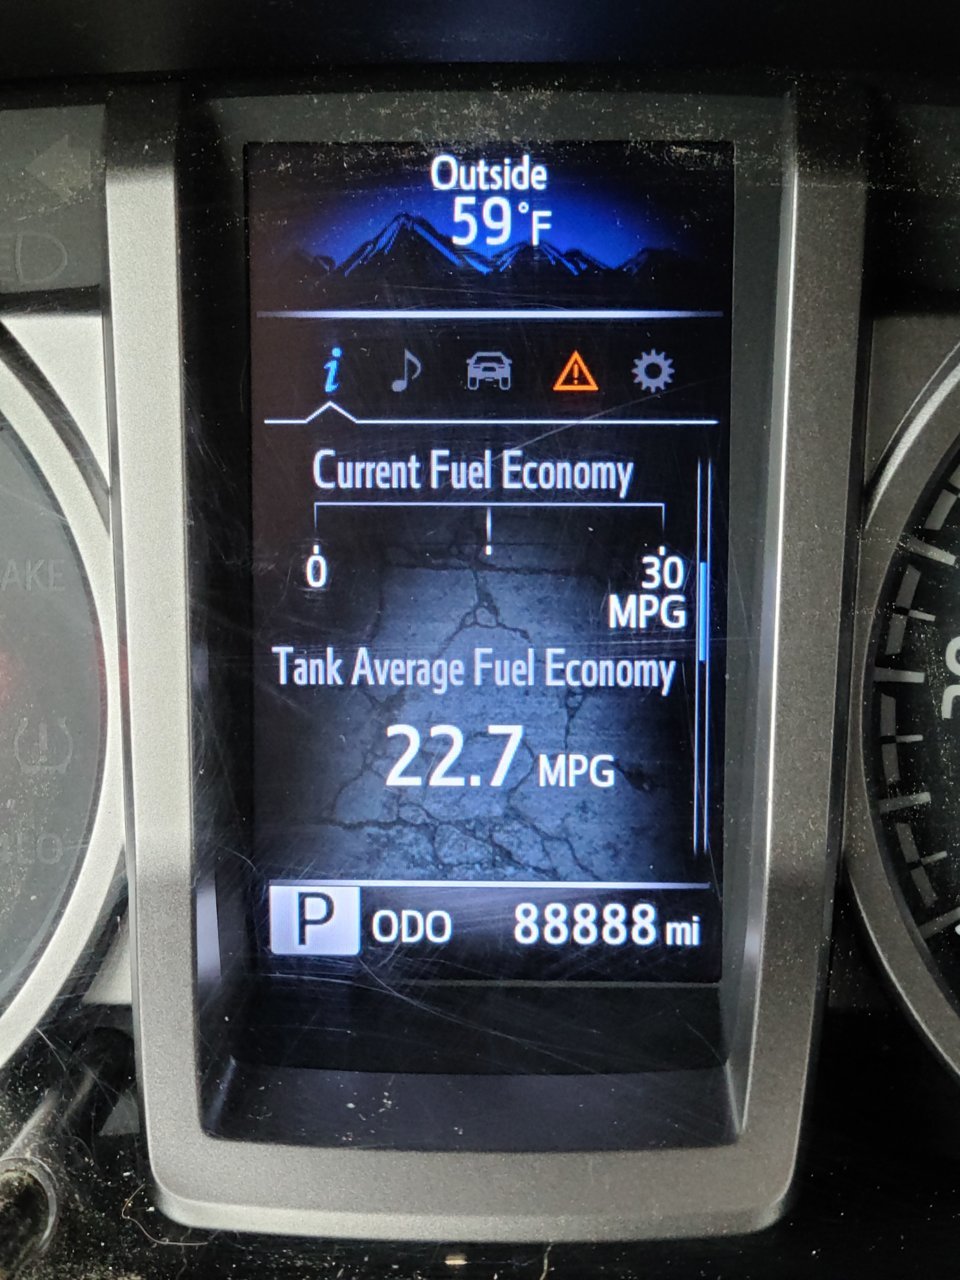 Outside
59°F
i
Current Fuel Economy
0
30
MPG
Tank Average Fuel Economy
22.7 MPG
P ODO 88888 mi